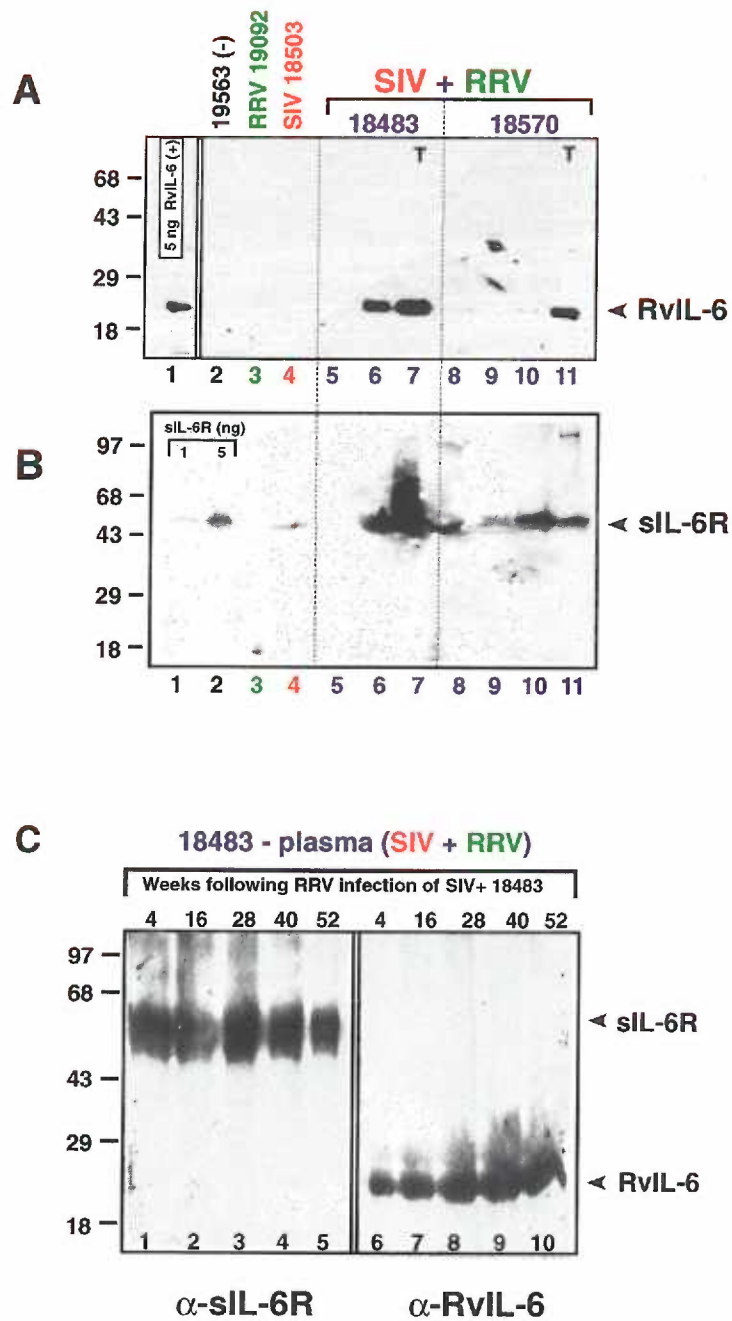 A
19563 (-)
RRV 19092
SIV 18503
SIV + RRV
18483 18570
5 ng RvIL-6 (+)
T T
68
43
29
18
RvIL-6
1 2 3 4 5 6 7 8 9 10 11
B
sIL-6R (ng)
1 5
97
68
43
29
18
sIL-6R
1 2 3 4 5 6 7 8 9 10 11
C
18483 - plasma (SIV + RRV)
Weeks following RRV infection of SIV+ 18483
4 16 28 40 52 4 16 28 40 52
97
68
43
29
18
sIL-6R
RvIL-6
1 2 3 4 5 6 7 8 9 10
α-sIL-6R α-RvIL-6